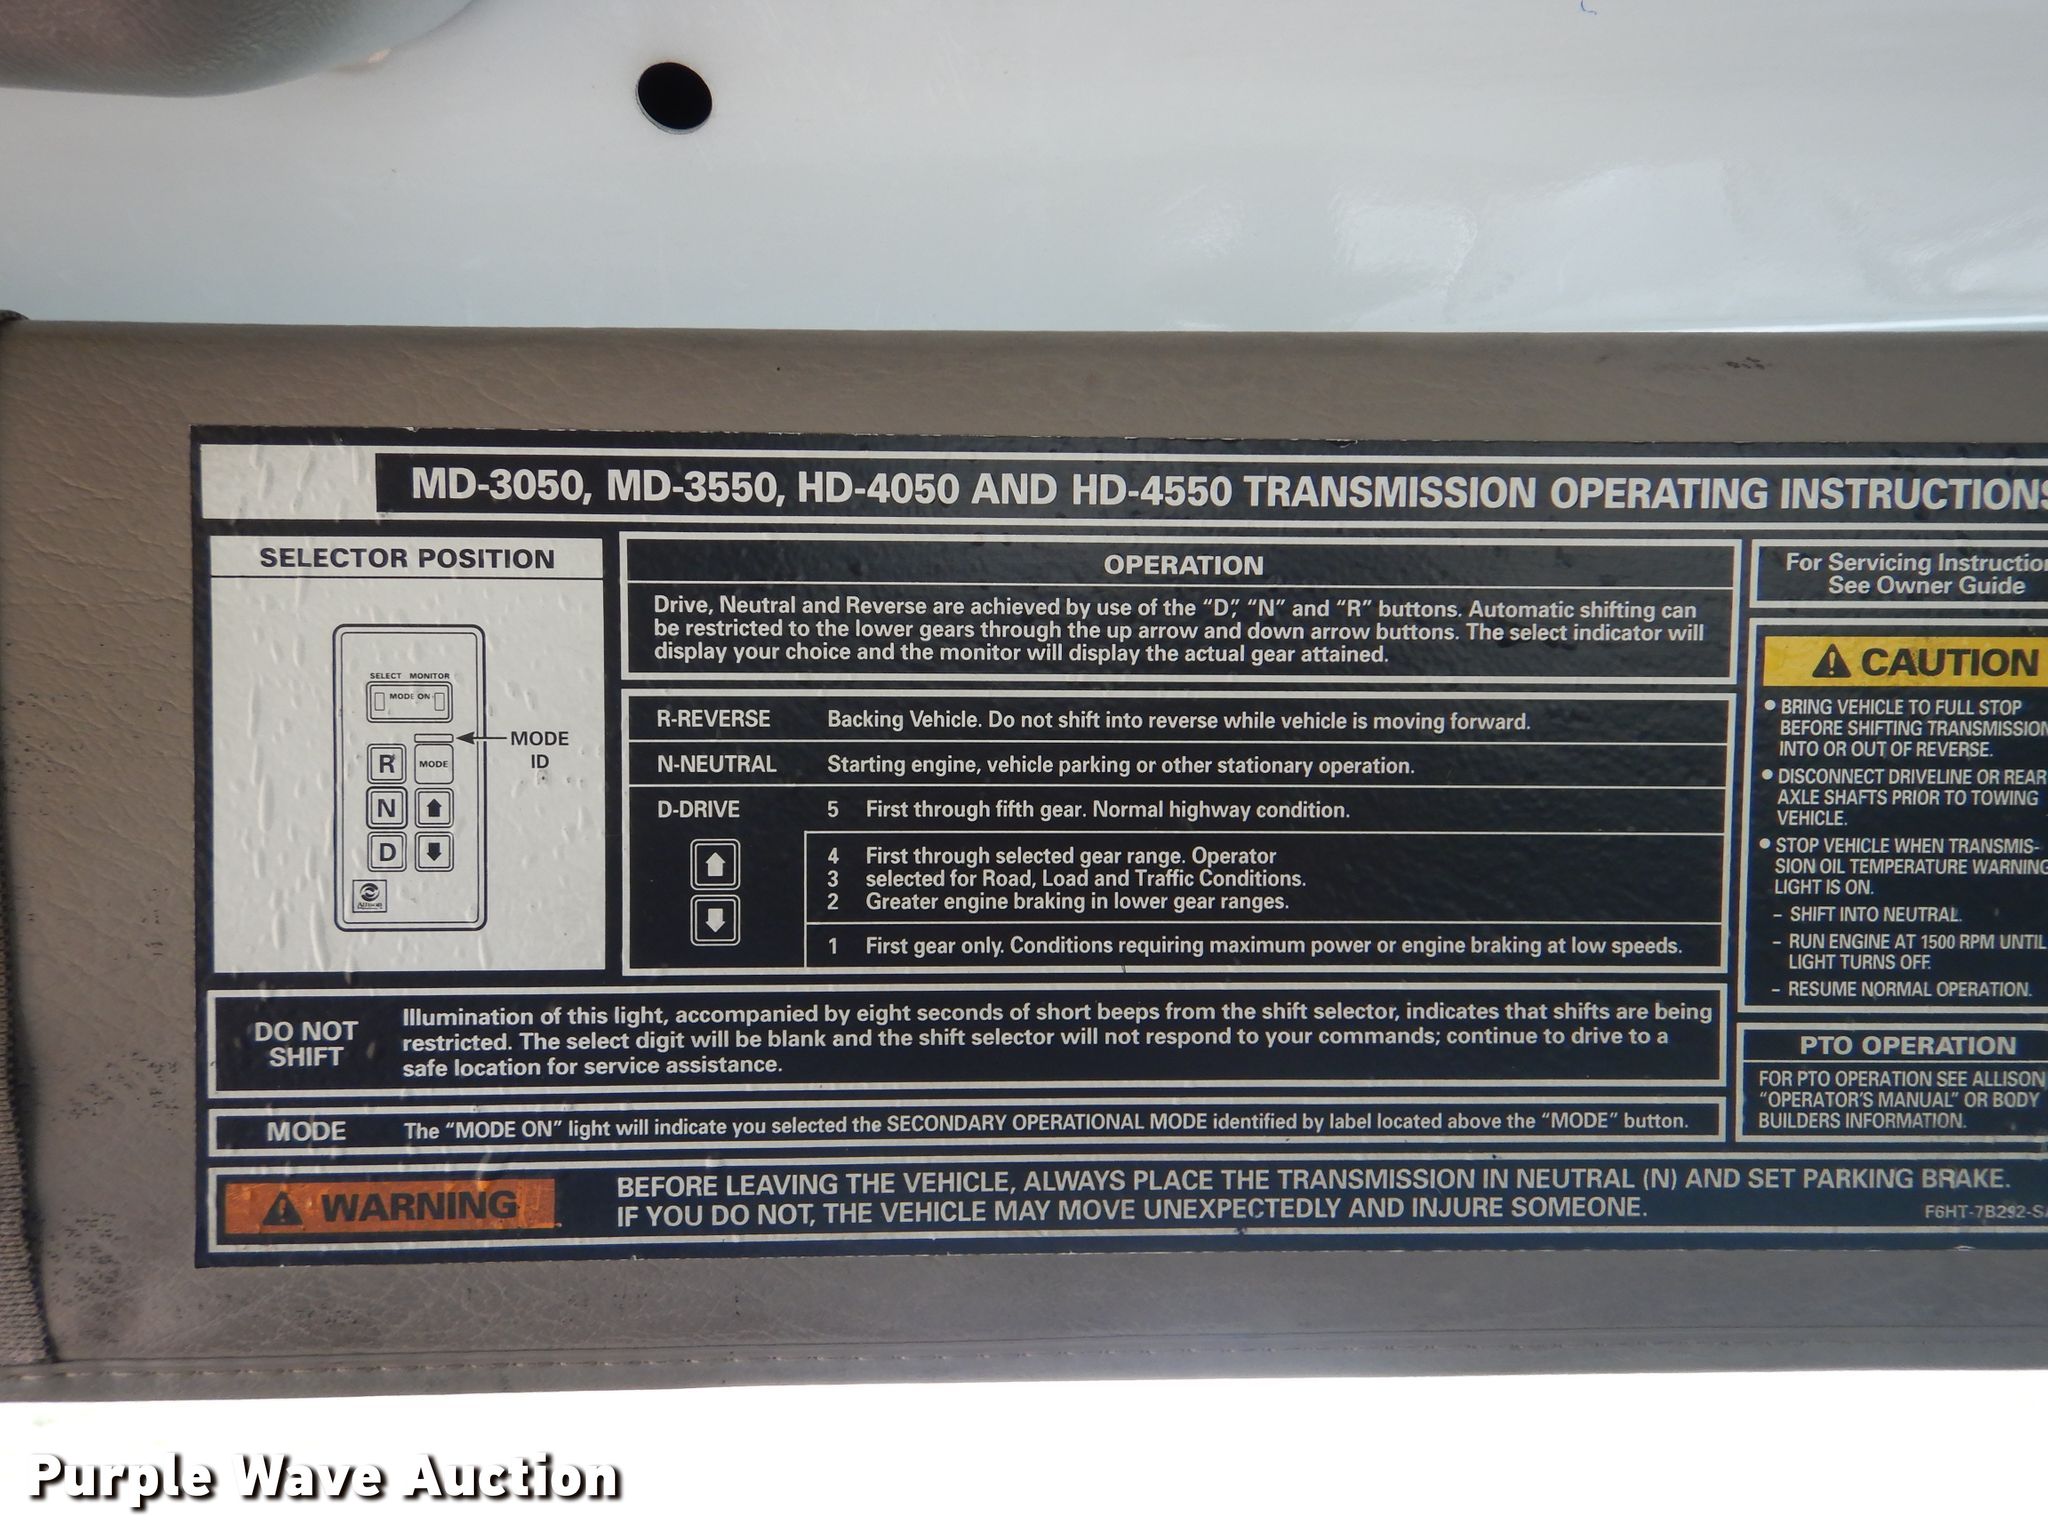 MD-3050, MD-3550, HD-4050 AND HD-4550 TRANSMISSION OPERATING INSTRUCTIONS
SELECTOR POSITION
SELECT MONITOR
MODE ON
MODE
ID
R
MODE
N
D
Allison
OPERATION
Drive, Neutral and Reverse are achieved by use of the “D”, “N” and “R” buttons. Automatic shifting can
be restricted to the lower gears through the up arrow and down arrow buttons. The select indicator will
display your choice and the monitor will display the actual gear attained.
R-REVERSE Backing Vehicle. Do not shift into reverse while vehicle is moving forward.
N-NEUTRAL Starting engine, vehicle parking or other stationary operation.
D-DRIVE 5 First through fifth gear. Normal highway condition.
4 First through selected gear range. Operator
3 selected for Road, Load and Traffic Conditions.
2 Greater engine braking in lower gear ranges.
1 First gear only. Conditions requiring maximum power or engine braking at low speeds.
For Servicing Instruction
See Owner Guide
CAUTION
• BRING VEHICLE TO FULL STOP
BEFORE SHIFTING TRANSMISSION
INTO OR OUT OF REVERSE.
• DISCONNECT DRIVELINE OR REAR
AXLE SHAFTS PRIOR TO TOWING
VEHICLE.
• STOP VEHICLE WHEN TRANSMIS-
SION OIL TEMPERATURE WARNING
LIGHT IS ON.
– SHIFT INTO NEUTRAL.
– RUN ENGINE AT 1500 RPM UNTIL
LIGHT TURNS OFF.
– RESUME NORMAL OPERATION.
PTO OPERATION
FOR PTO OPERATION SEE ALLISON
“OPERATOR'S MANUAL” OR BODY
BUILDERS INFORMATION.
DO NOT
SHIFT
Illumination of this light, accompanied by eight seconds of short beeps from the shift selector, indicates that shifts are being
restricted. The select digit will be blank and the shift selector will not respond to your commands; continue to drive to a
safe location for service assistance.
MODE The “MODE ON” light will indicate you selected the SECONDARY OPERATIONAL MODE identified by label located above the “MODE” button.
WARNING
BEFORE LEAVING THE VEHICLE, ALWAYS PLACE THE TRANSMISSION IN NEUTRAL (N) AND SET PARKING BRAKE.
IF YOU DO NOT, THE VEHICLE MAY MOVE UNEXPECTEDLY AND INJURE SOMEONE.
F6HT-7B292-SA
Purple Wave Auction